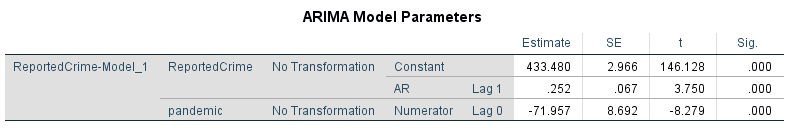 ARIMA Model Parameters
Estimate SE t Sig.
ReportedCrime-Model_1 ReportedCrime No Transformation Constant 433.480 2.966 146.128 .000
AR Lag 1 .252 .067 3.750 .000
pandemic No Transformation Numerator Lag 0 -71.957 8.692 -8.279 .000